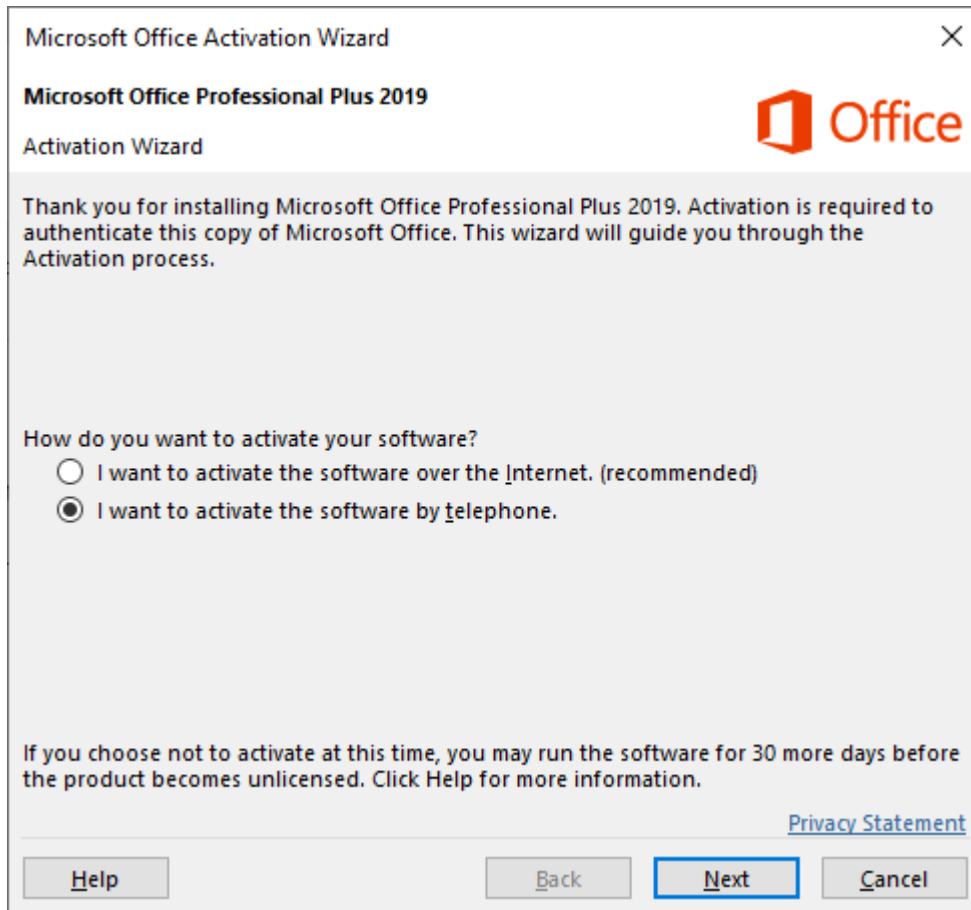 Microsoft Office Activation Wizard
Microsoft Office Professional Plus 2019
Office
Activation Wizard
Thank you for installing Microsoft Office Professional Plus 2019. Activation is required to
authenticate this copy of Microsoft Office. This wizard will guide you through the
Activation process.
How do you want to activate your software?
I want to activate the software over the Internet. (recommended)
I want to activate the software by telephone.
If you choose not to activate at this time, you may run the software for 30 more days before
the product becomes unlicensed. Click Help for more information.
Privacy Statement
Help Back Next Cancel